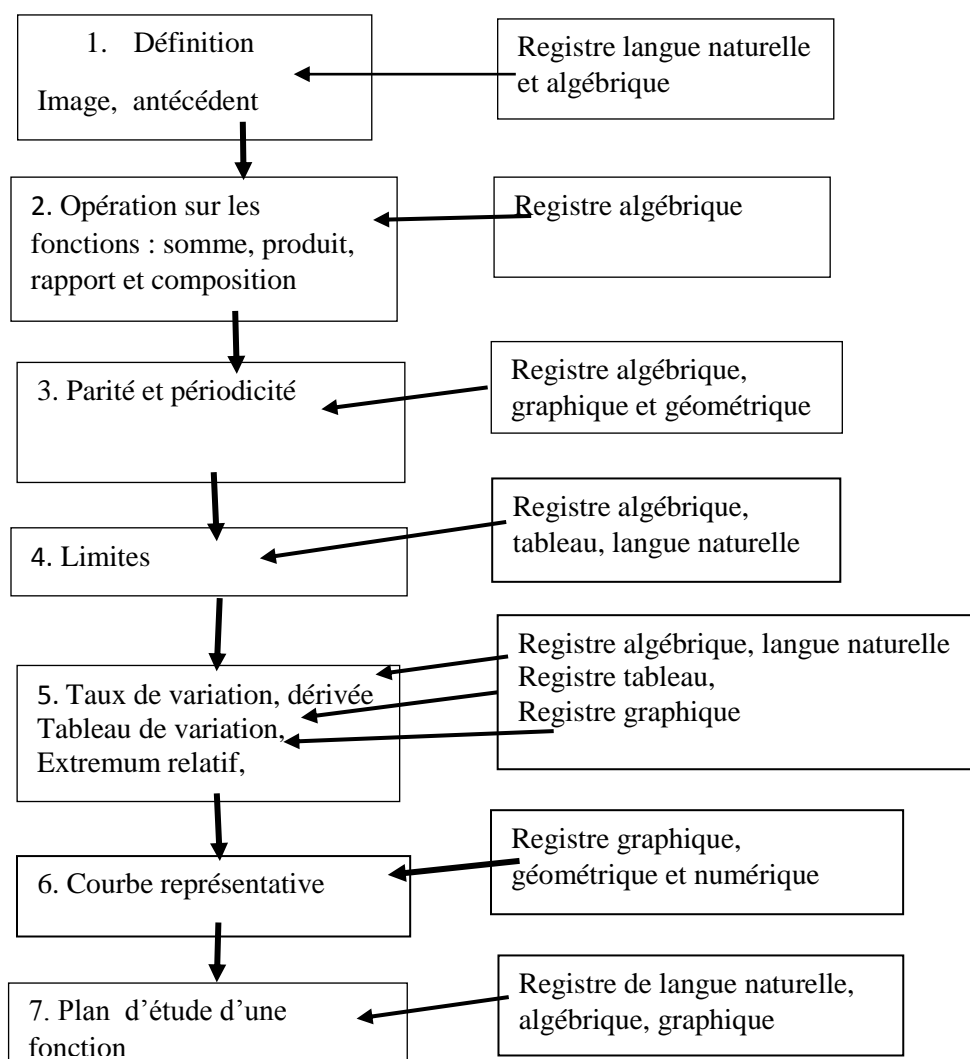 1. Définition
Image, antécédent
Registre langue naturelle
et algébrique
2. Opération sur les
fonctions : somme, produit,
rapport et composition
Registre algébrique
3. Parité et périodicité
Registre algébrique,
graphique et géométrique
4. Limites
Registre algébrique,
tableau, langue naturelle
5. Taux de variation, dérivée
Tableau de variation,
Extremum relatif,
Registre algébrique, langue naturelle
Registre tableau,
Registre graphique
6. Courbe représentative
Registre graphique,
géométrique et numérique
7. Plan d’étude d’une
fonction
Registre de langue naturelle,
algébrique, graphique